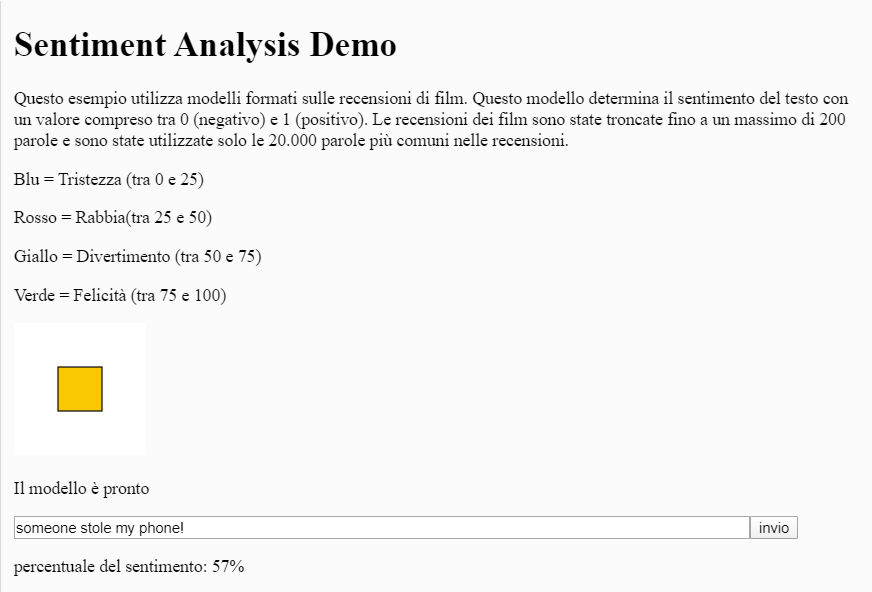 Sentiment Analysis Demo
Questo esempio utilizza modelli formati sulle recensioni di film. Questo modello determina il sentimento del testo con
un valore compreso tra 0 (negativo) e 1 (positivo). Le recensioni dei film sono state troncate fino a un massimo di 200
parole e sono state utilizzate solo le 20.000 parole più comuni nelle recensioni.
Blu = Tristezza (tra 0 e 25)
Rosso = Rabbia(tra 25 e 50)
Giallo = Divertimento (tra 50 e 75)
Verde = Felicità (tra 75 e 100)
Il modello è pronto
someone stole my phone! invio
percentuale del sentimento: 57%